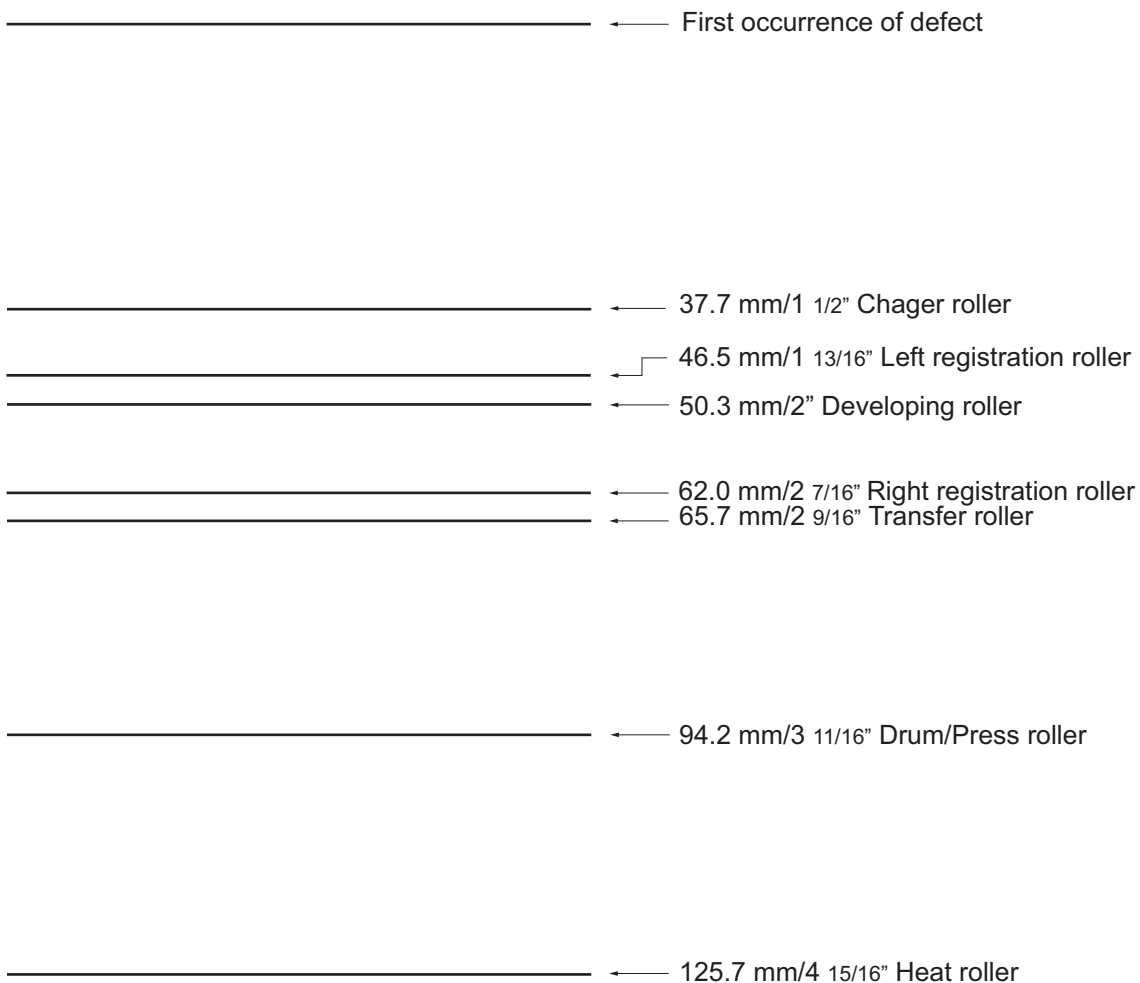 First occurrence of defect
37.7 mm/1 1/2” Chager roller
46.5 mm/1 13/16” Left registration roller
50.3 mm/2” Developing roller
62.0 mm/2 7/16” Right registration roller
65.7 mm/2 9/16” Transfer roller
94.2 mm/3 11/16” Drum/Press roller
125.7 mm/4 15/16” Heat roller